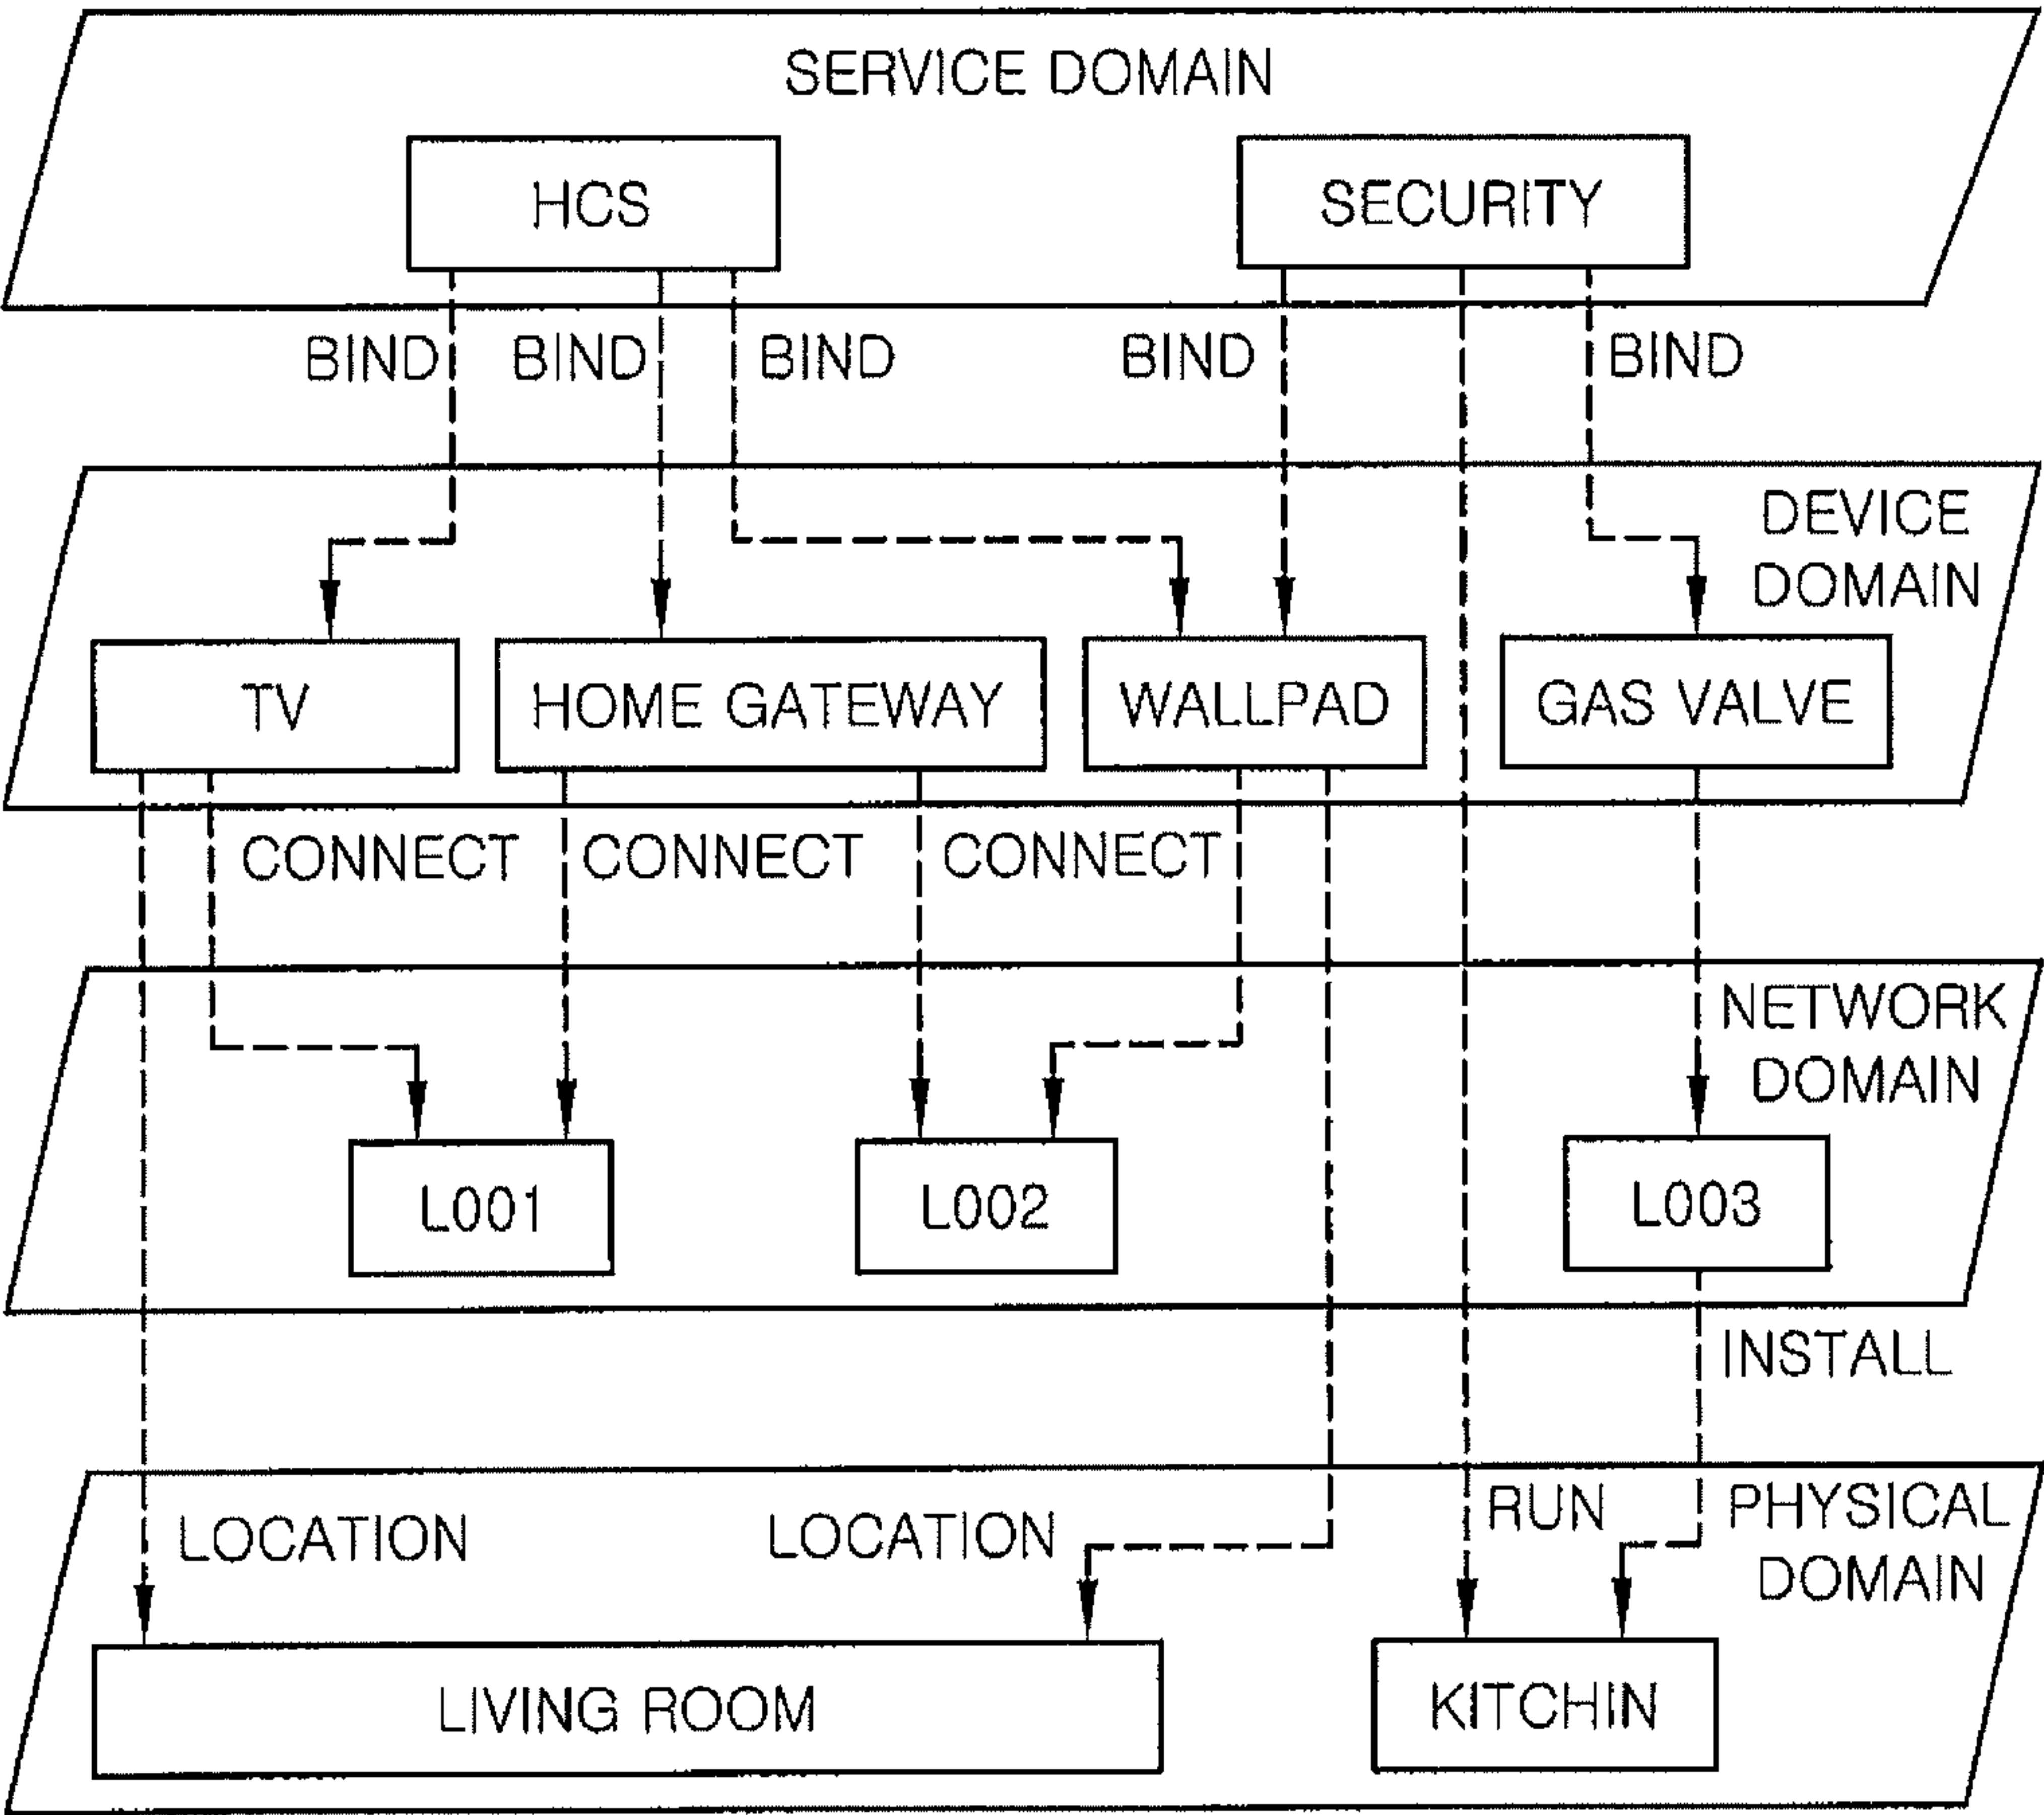 SERVICE DOMAIN
HCS
SECURITY
BIND
BIND
BIND
BIND
BIND
DEVICE
DOMAIN
TV
HOME GATEWAY
WALLPAD
GAS VALVE
CONNECT
CONNECT
CONNECT
NETWORK
DOMAIN
L001
L002
L003
INSTALL
LOCATION
LOCATION
RUN
PHYSICAL
DOMAIN
LIVING ROOM
KITCHIN